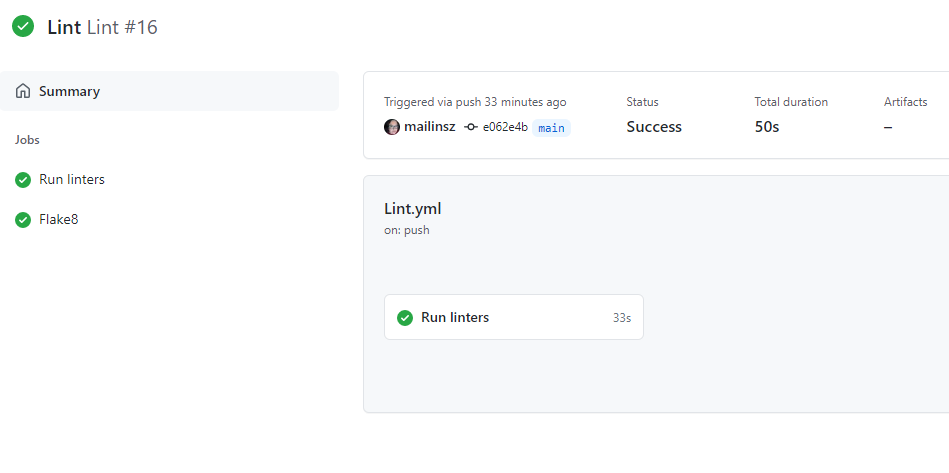 Lint Lint #16
Summary
Jobs
Run linters
Flake8
Triggered via push 33 minutes ago
mailinsz e062e4b main
Status
Success
Total duration
50s
Artifacts
–
Lint.yml
on: push
Run linters 33s